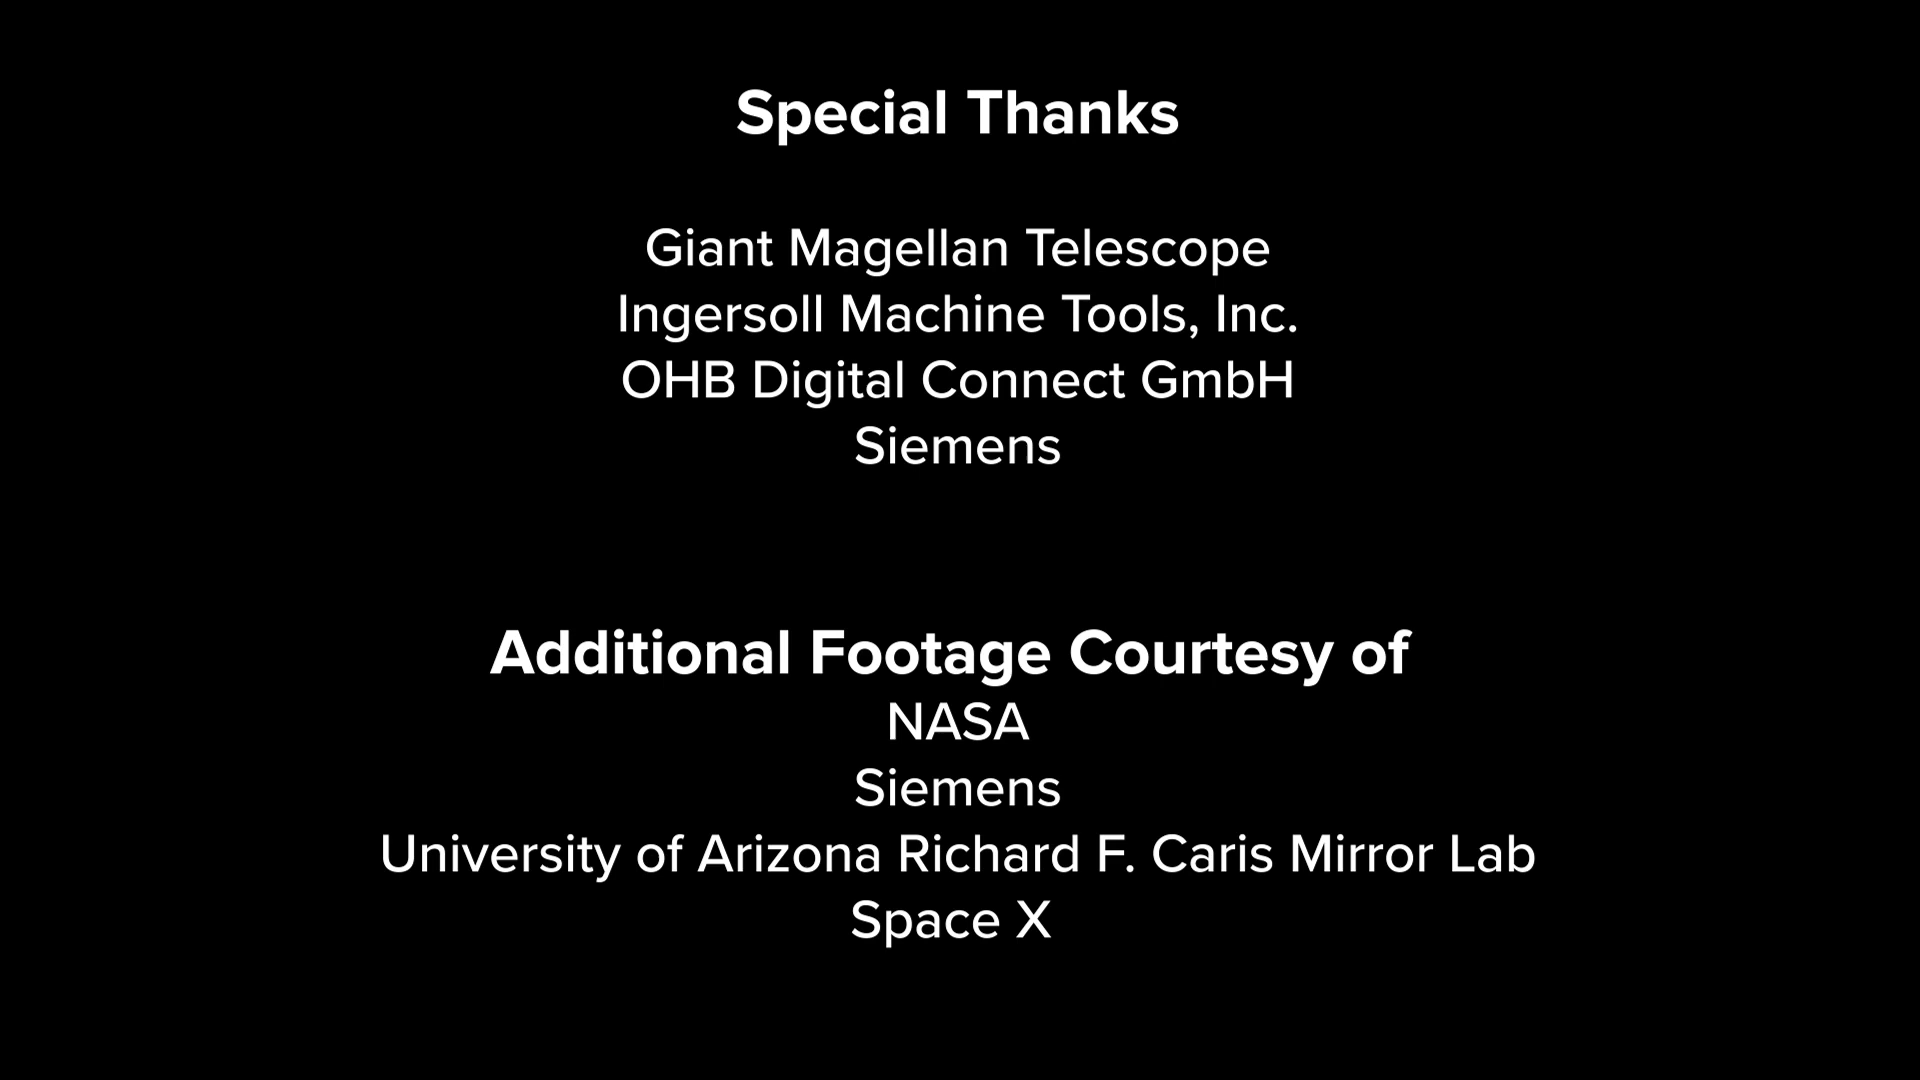 Special Thanks
Giant Magellan Telescope
Ingersoll Machine Tools, Inc.
OHB Digital Connect GmbH
Siemens
Additional Footage Courtesy of
NASA
Siemens
University of Arizona Richard F. Caris Mirror Lab
Space X